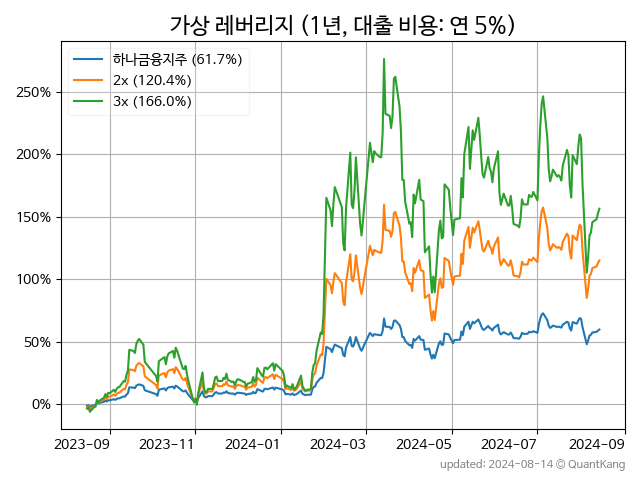 가상 레버리지 (1년, 대출 비용: 연 5%)
하나금융지주 (61.7%)
2x (120.4%)
3x (166.0%)
250%
200%
150%
100%
50%
0%
2023-09 2023-11 2024-01 2024-03 2024-05 2024-07 2024-09
updated: 2024-08-14 © QuantKang